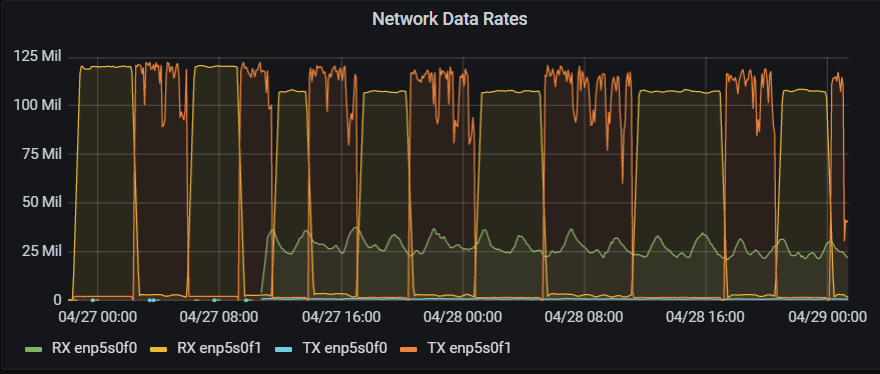 Network Data Rates
125 Mil
100 Mil
75 Mil
50 Mil
25 Mil
0
04/27 00:00 04/27 08:00 04/27 16:00 04/28 00:00 04/28 08:00 04/28 16:00 04/29 00:00
RX enp5s0f0 RX enp5s0f1 TX enp5s0f0 TX enp5s0f1